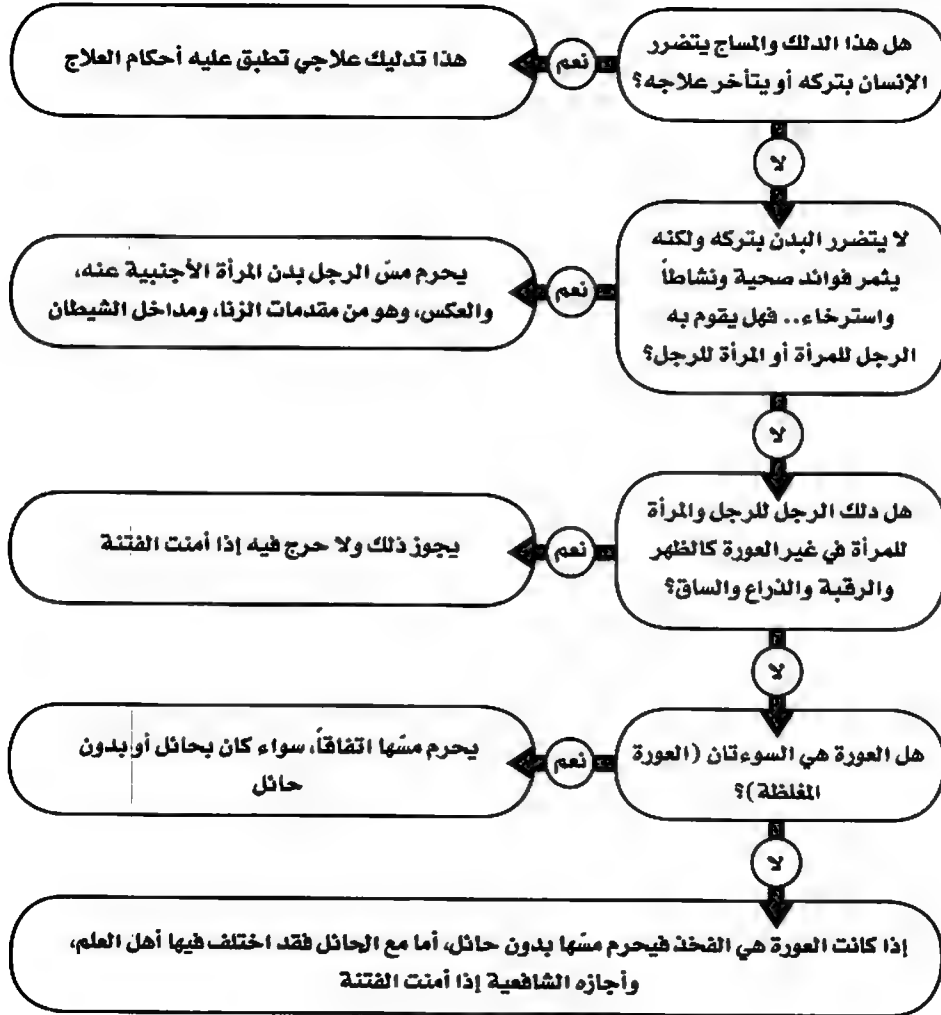 هل هذا الدلك والمساج يتضرر
الإنسان بتركه أو يتأخر علاجه؟
نعم
هذا تدليك علاجي تطبق عليه أحكام العلاج
لا
لا يتضرر البدن بتركه ولكنه
يثمر فوائد صحية ونشاطاً
واسترخاء.. فهل يقوم به
الرجل للمرأة أو المرأة للرجل؟
نعم
يحرم مسّ الرجل بدن المرأة الأجنبية عنه،
والعكس، وهو من مقدمات الزنا، ومداخل الشيطان
لا
هل دلك الرجل للرجل والمرأة
للمرأة في غير العورة كالظهر
والرقبة والذراع والساق؟
نعم
يجوز ذلك ولا حرج فيه إذا أمنت الفتنة
لا
هل العورة هي السوءتان (العورة
المغلظة)؟
نعم
يحرم مسّها اتفاقاً، سواء كان بحائل أو بدون
حائل
لا
إذا كانت العورة هي الفخذ فيحرم مسّها بدون حائل، أما مع الحائل فقد اختلف فيها أهل العلم،
وأجازه الشافعية إذا أمنت الفتنة